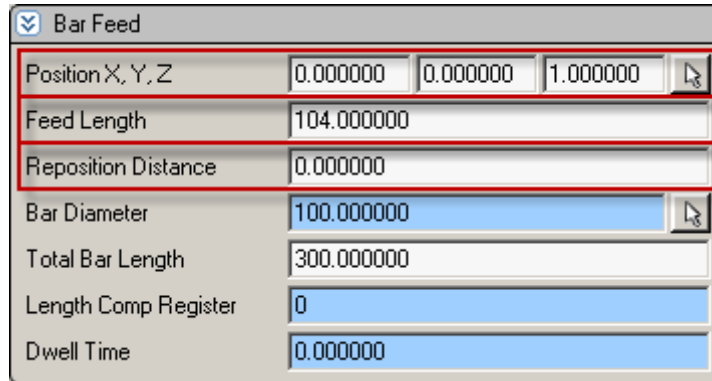 Bar Feed
Position X, Y, Z 0.000000 0.000000 1.000000
Feed Length 104.000000
Reposition Distance 0.000000
Bar Diameter 100.000000
Total Bar Length 300.000000
Length Comp Register 0
Dwell Time 0.000000